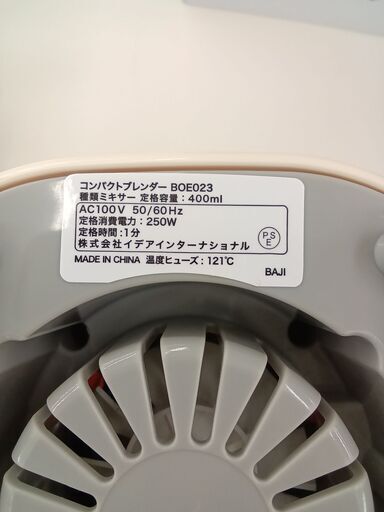 コンパクトブレンダー BOE023
種類ミキサー 定格容量：400ml
AC100V 50/60Hz
定格消費電力：250W
定格時間：1分
株式会社イデアインターナショナル
PS
E
MADE IN CHINA 温度ヒューズ：121℃
BAJI